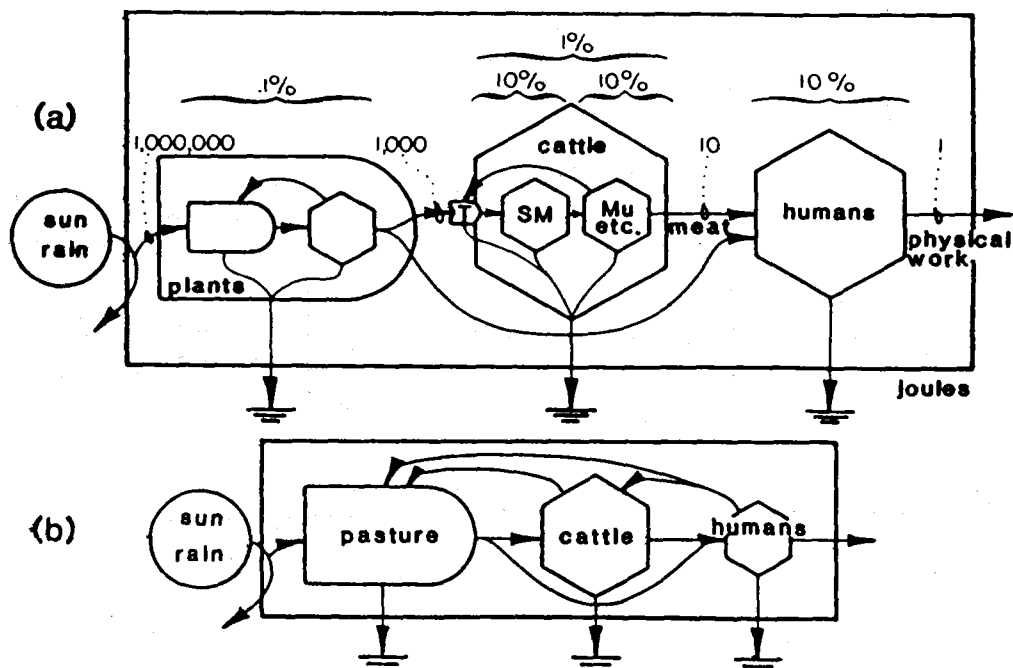 (a)
1%
.1%
10%
10%
10%
1,000,000
1,000
cattle
10
1
sun
rain
T
SM
Mu
etc.
meat
humans
physical
work
plants
joules
(b)
sun
rain
pasture
cattle
humans